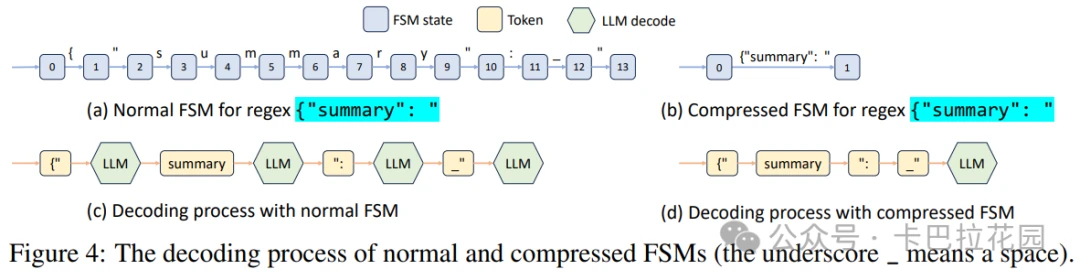 FSM state Token LLM decode
0 { 1 " 2 s 3 u 4 m 5 m 6 a 7 r 8 y 9 " 10 : 11 _ 12 " 13
0 {"summary": " 1
(a) Normal FSM for regex {"summary": "
(b) Compressed FSM for regex {"summary": "
{" LLM summary LLM ": LLM _" LLM
{" summary ": _" LLM
(c) Decoding process with normal FSM
(d) Decoding process with compressed FSM
公众号 · 卡巴拉花园
Figure 4: The decoding process of normal and compressed FSMs (the underscore _ means a space).